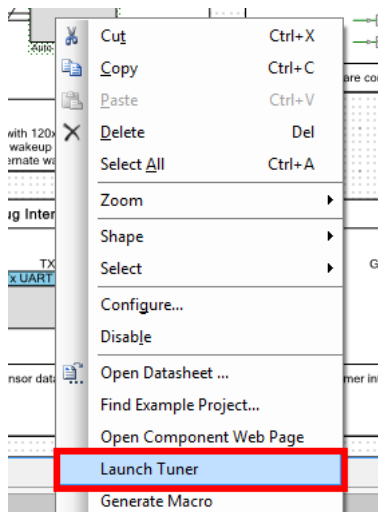 Auto-
Cut Ctrl+X
Copy Ctrl+C
are co
Paste Ctrl+V
with 120x
Delete Del
wakeup
ernate wa
Select All Ctrl+A
Zoom
ug Inter
Shape
TX
G
Select
x UART
Configure...
Disable
nsor data
Open Datasheet ...
mer in
Find Example Project...
Open Component Web Page
Launch Tuner
Generate Macro